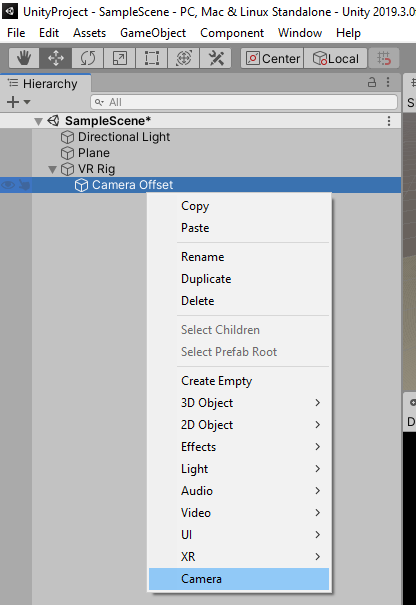 UnityProject - SampleScene - PC, Mac & Linux Standalone - Unity 2019.3.0
File Edit Assets GameObject Component Window Help
Center Local
Hierarchy
All
SampleScene*
Directional Light
Plane
VR Rig
Camera Offset
Copy
Paste
Rename
Duplicate
Delete
Select Children
Select Prefab Root
Create Empty
3D Object
2D Object
Effects
Light
Audio
Video
UI
XR
Camera